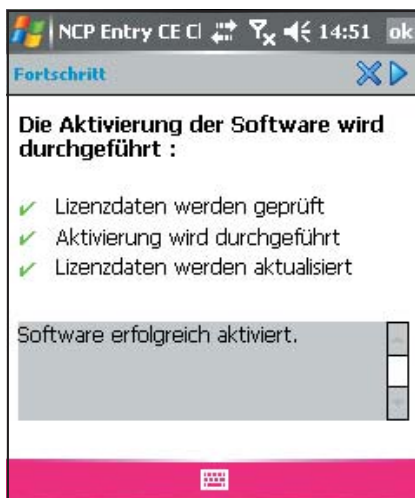 NCP Entry CE Cl 14:51 ok
Fortschritt
Die Aktivierung der Software wird
durchgeführt :
Lizenzdaten werden geprüft
Aktivierung wird durchgeführt
Lizenzdaten werden aktualisiert
Software erfolgreich aktiviert.